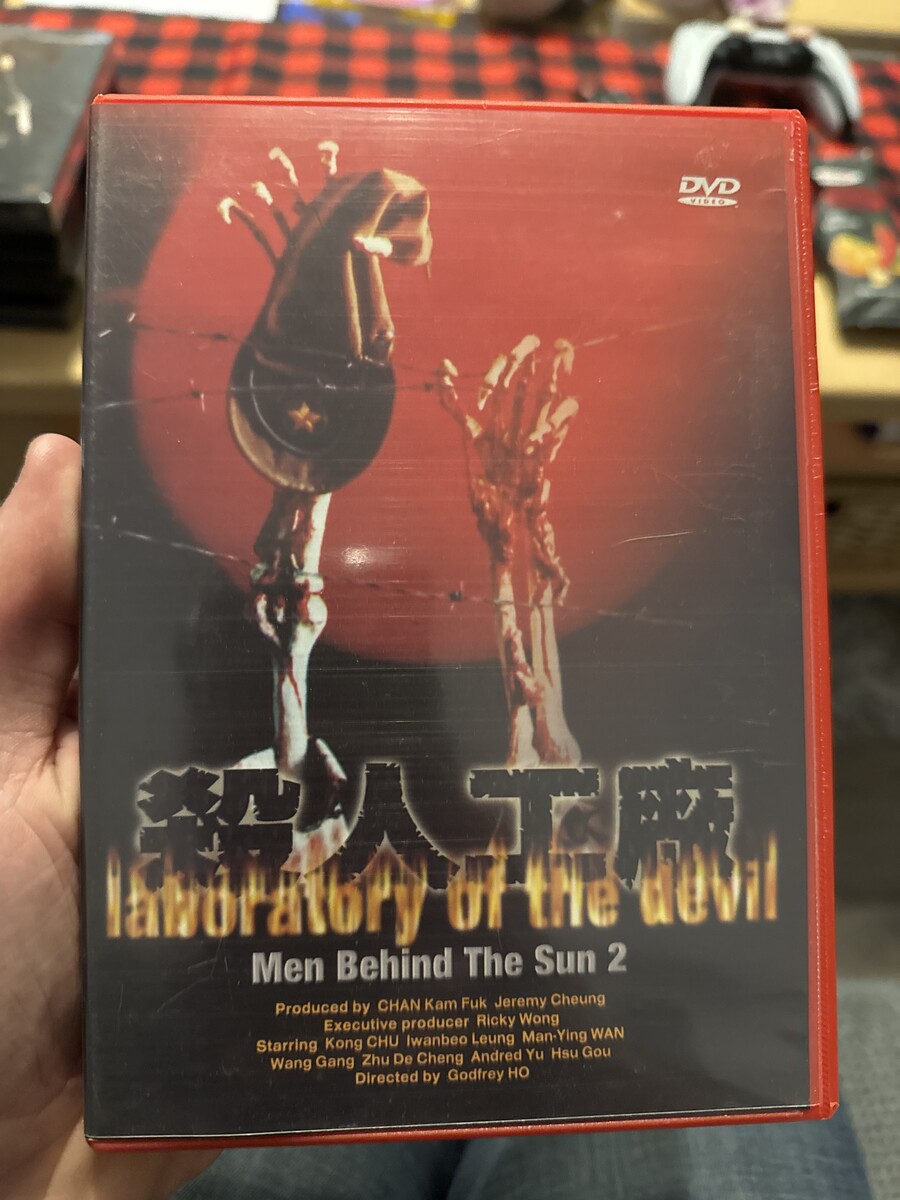 DVD
VIDEO
殺人工廠
laboratory of the devil
Men Behind The Sun 2
Produced by CHAN Kam Fuk Jeremy Cheung
Executive producer Ricky Wong
Starring Kong CHU Iwanbeo Leung Man-Ying WAN
Wang Gang Zhu De Cheng Andred Yu Hsu Gou
Directed by Godfrey HO